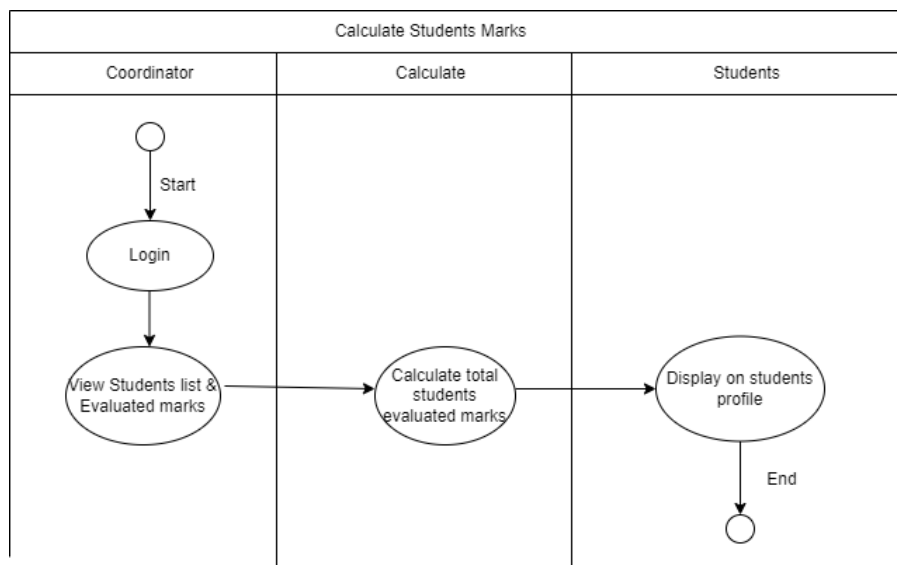 Calculate Students Marks
Coordinator
Calculate
Students
Start
Login
View Students list &
Evaluated marks
Calculate total
students
evaluated marks
Display on students
profile
End